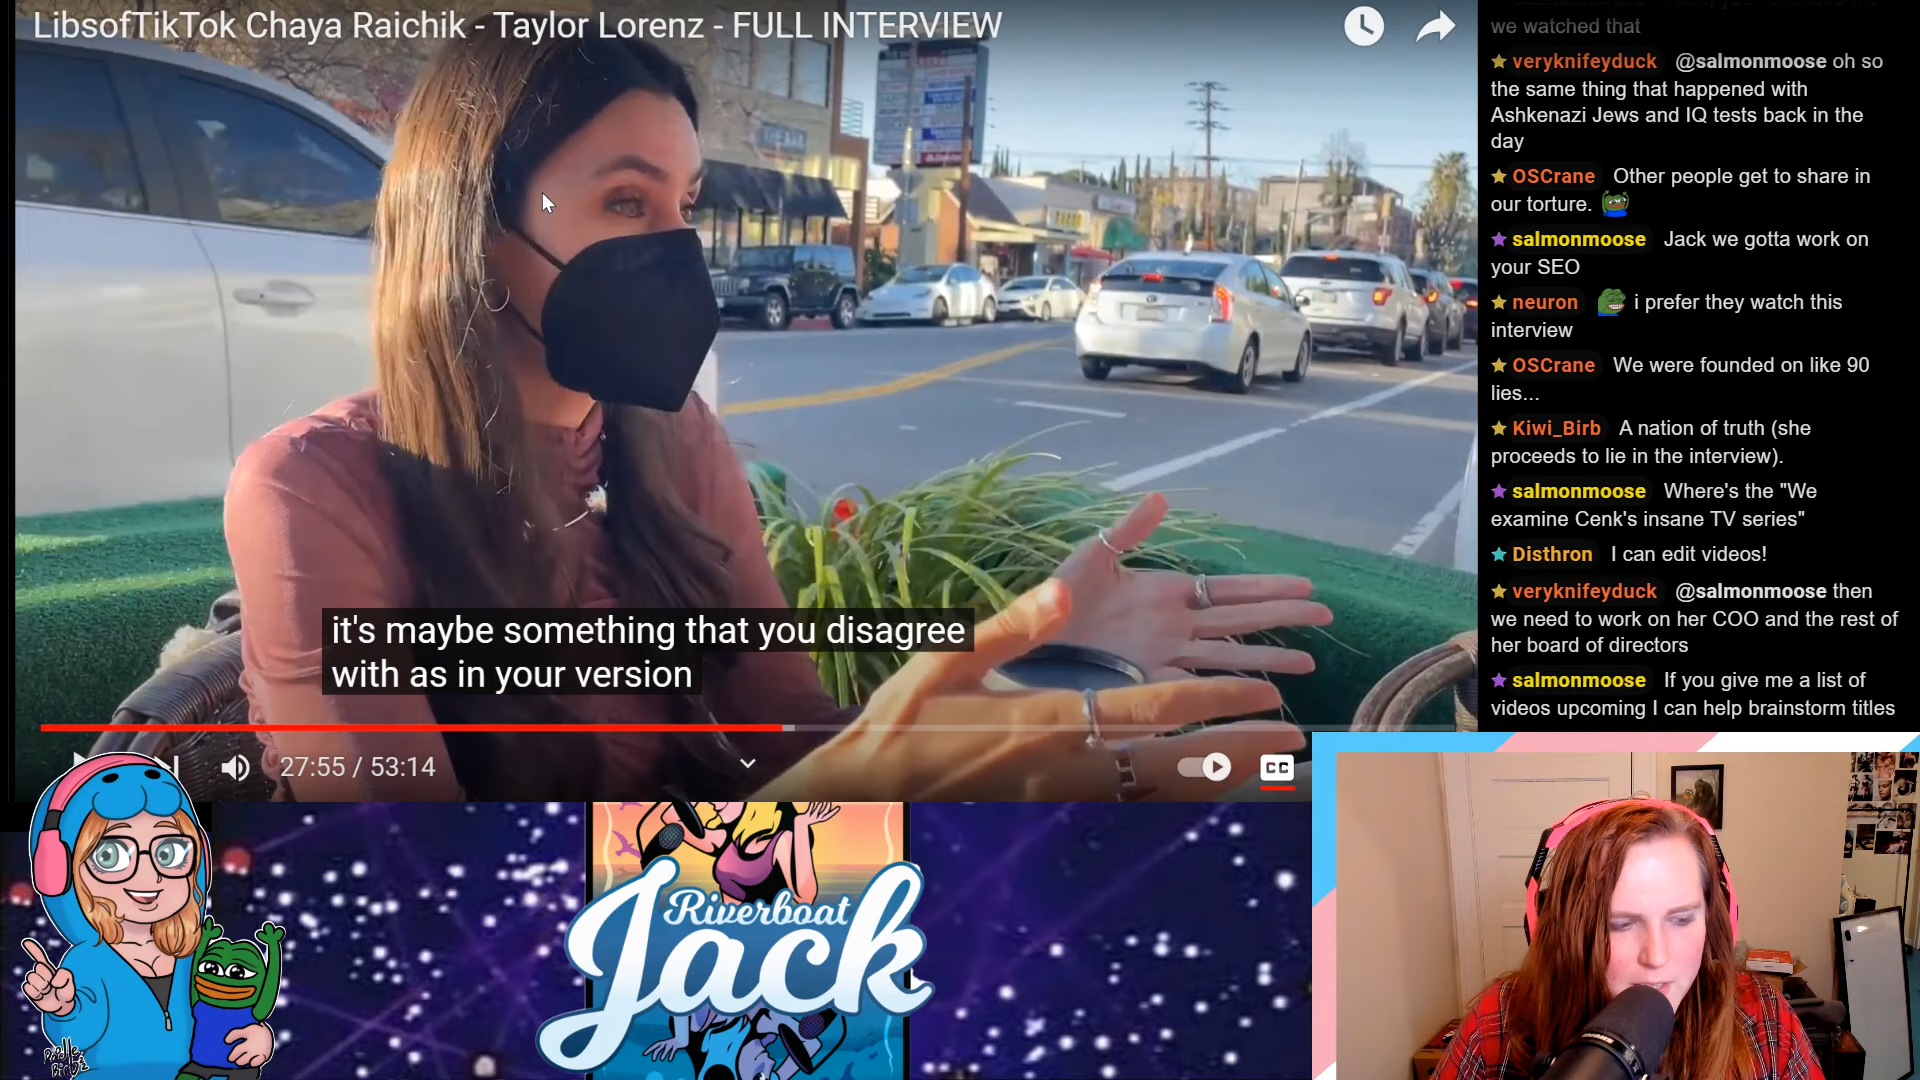 LibsofTikTok Chaya Raichik - Taylor Lorenz - FULL INTERVIEW
it's maybe something that you disagree
with as in your version
27:55 / 53:14
CC
we watched that
veryknifeyduck @salmonmoose oh so
the same thing that happened with
Ashkenazi Jews and IQ tests back in the
day
OSCrane Other people get to share in
our torture.
salmonmoose Jack we gotta work on
your SEO
neuron i prefer they watch this
interview
OSCrane We were founded on like 90
lies...
Kiwi_Birb A nation of truth (she
proceeds to lie in the interview).
salmonmoose Where's the "We
examine Cenk's insane TV series"
Disthron I can edit videos!
veryknifeyduck @salmonmoose then
we need to work on her COO and the rest of
her board of directors
salmonmoose If you give me a list of
videos upcoming I can help brainstorm titles
Riverboat
Jack